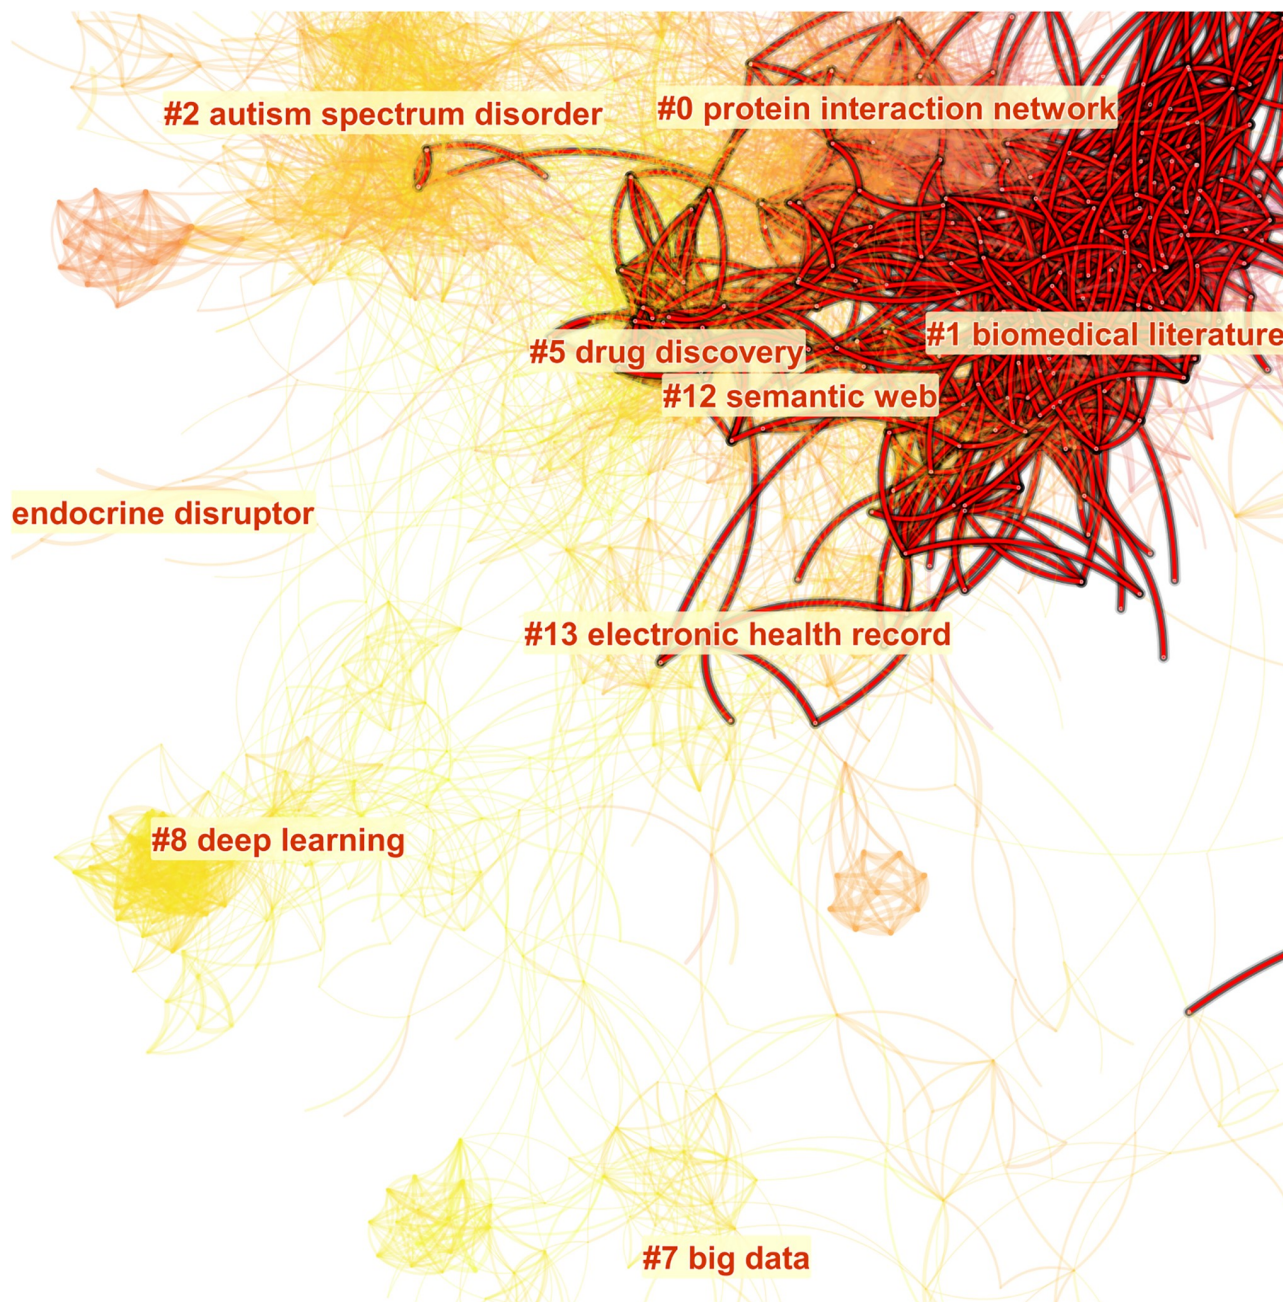 #2 autism spectrum disorder
#0 protein interaction network
#1 biomedical literature
#5 drug discovery
#12 semantic web
endocrine disruptor
#13 electronic health record
#8 deep learning
#7 big data